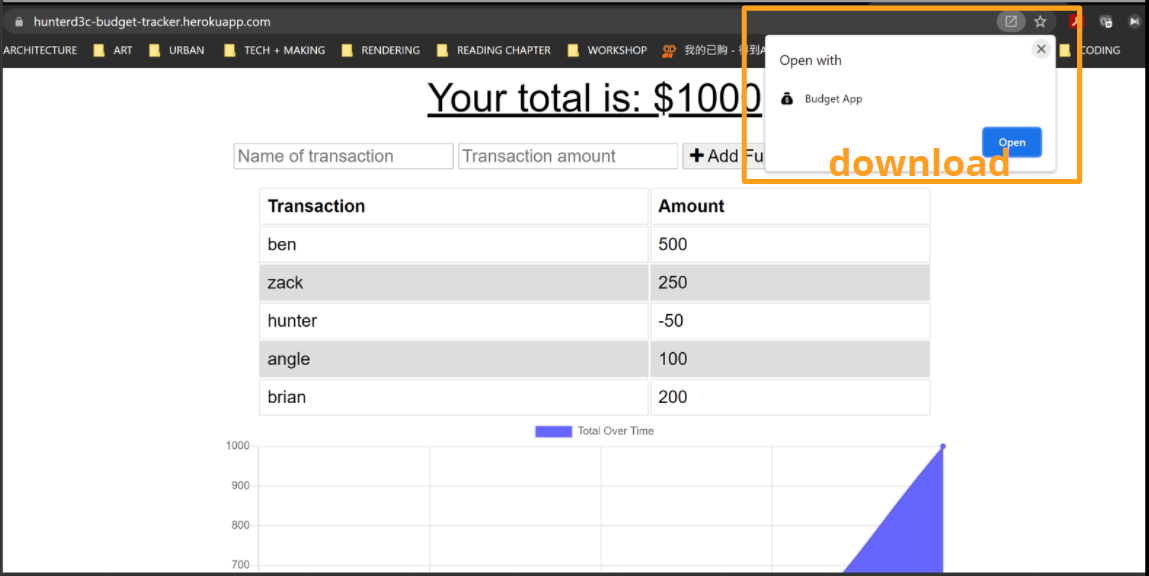 hunterd3c-budget-tracker.herokuapp.com
ARCHITECTURE ART URBAN TECH + MAKING RENDERING READING CHAPTER WORKSHOP 我的已购 - 得到A CODING
Open with
Budget App
Open
download
Your total is: $1000
Name of transaction Transaction amount Add Fu
Transaction Amount
ben 500
zack 250
hunter -50
angle 100
brian 200
Total Over Time
1000
900
800
700